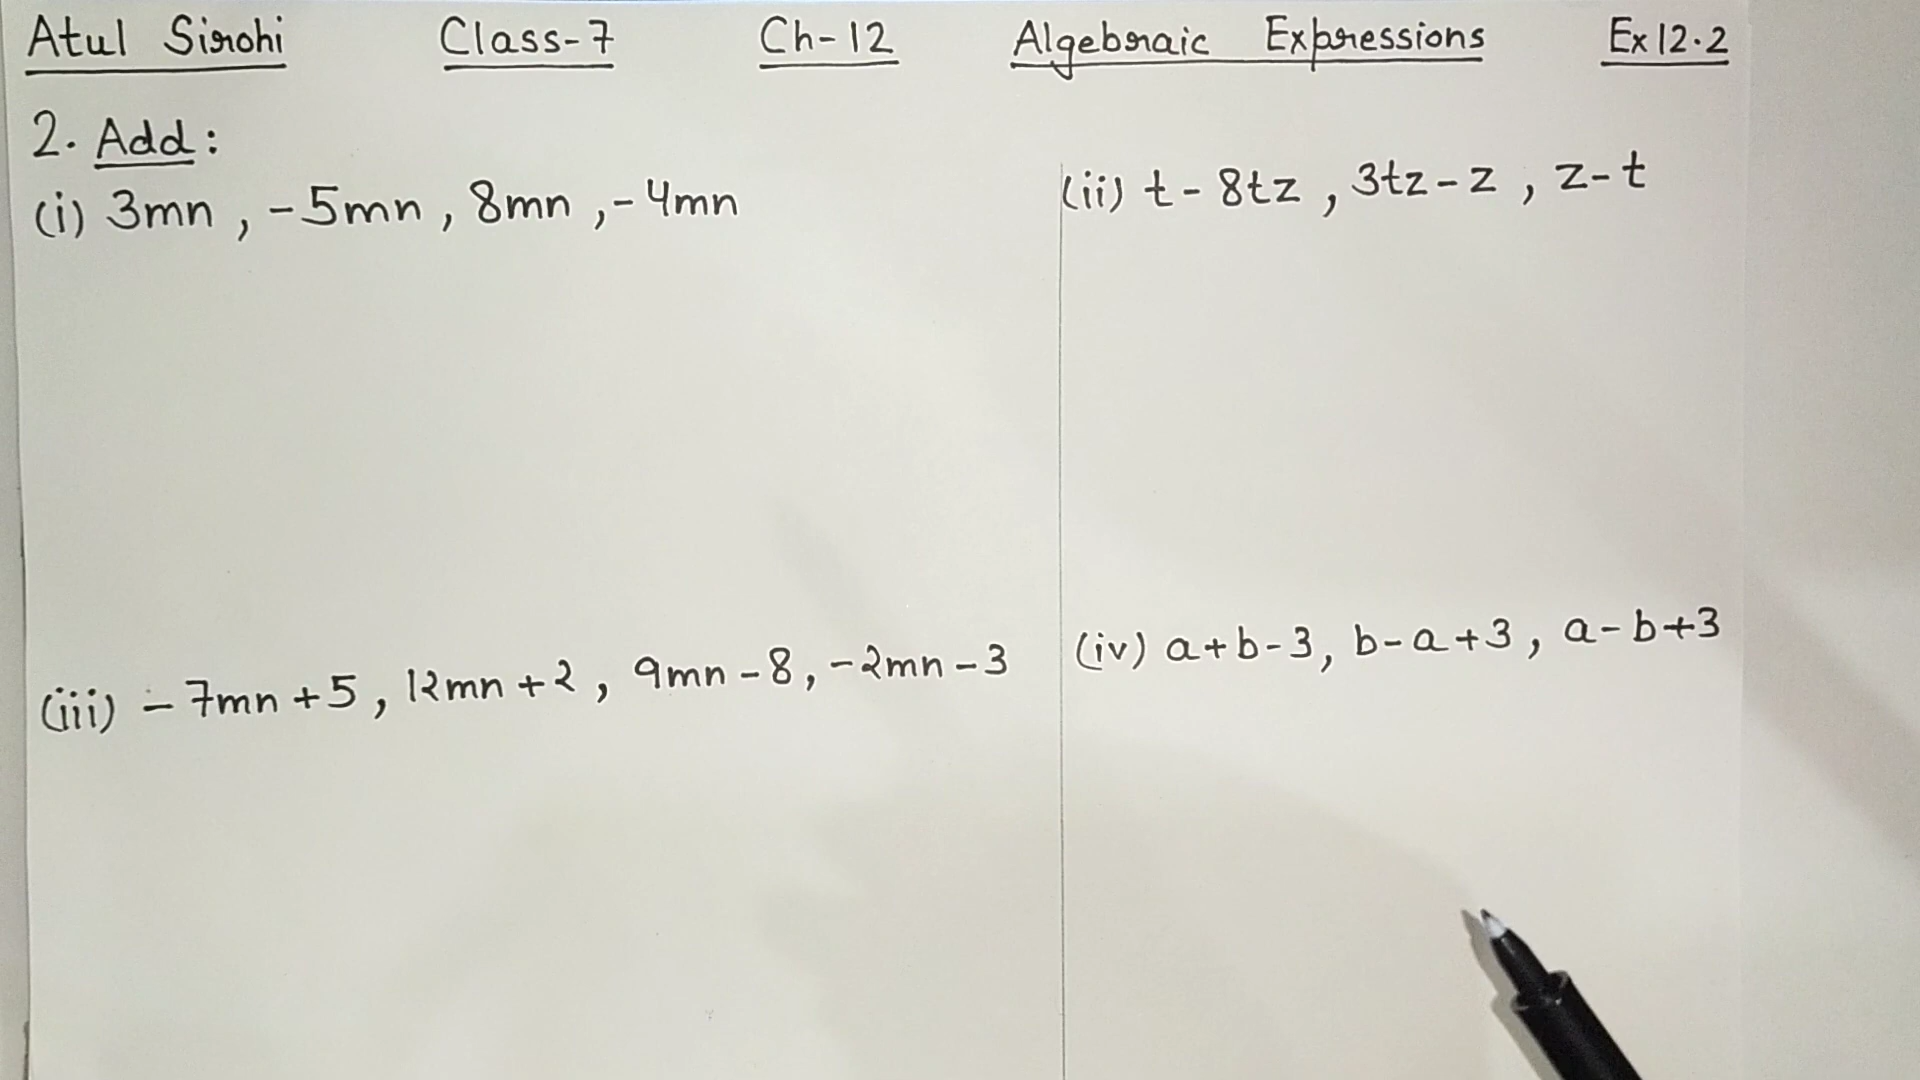 Atul Sirohi Class-7 Ch-12 Algebraic Expressions Ex 12.2
2. Add:
(i) 3mn, -5mn, 8mn, -4mn
(ii) t-8tz, 3tz-z, z-t
(iii) -7mn+5, 12mn+2, 9mn-8, -2mn-3
(iv) a+b-3, b-a+3, a-b+3